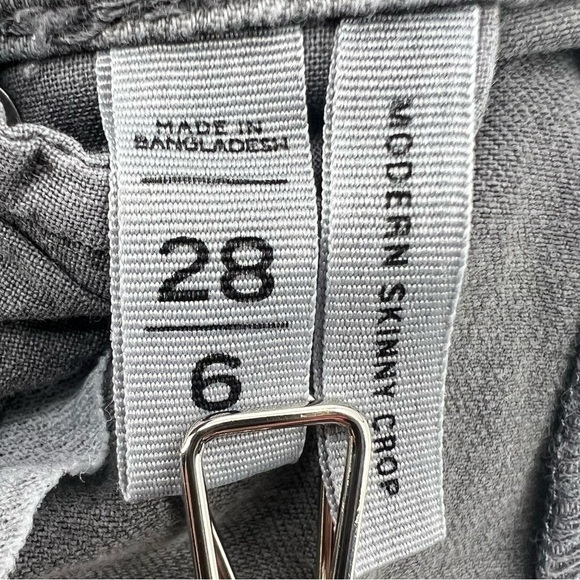 MADE IN
BANGLADESH
28
6
MODERN SKINNY CROP